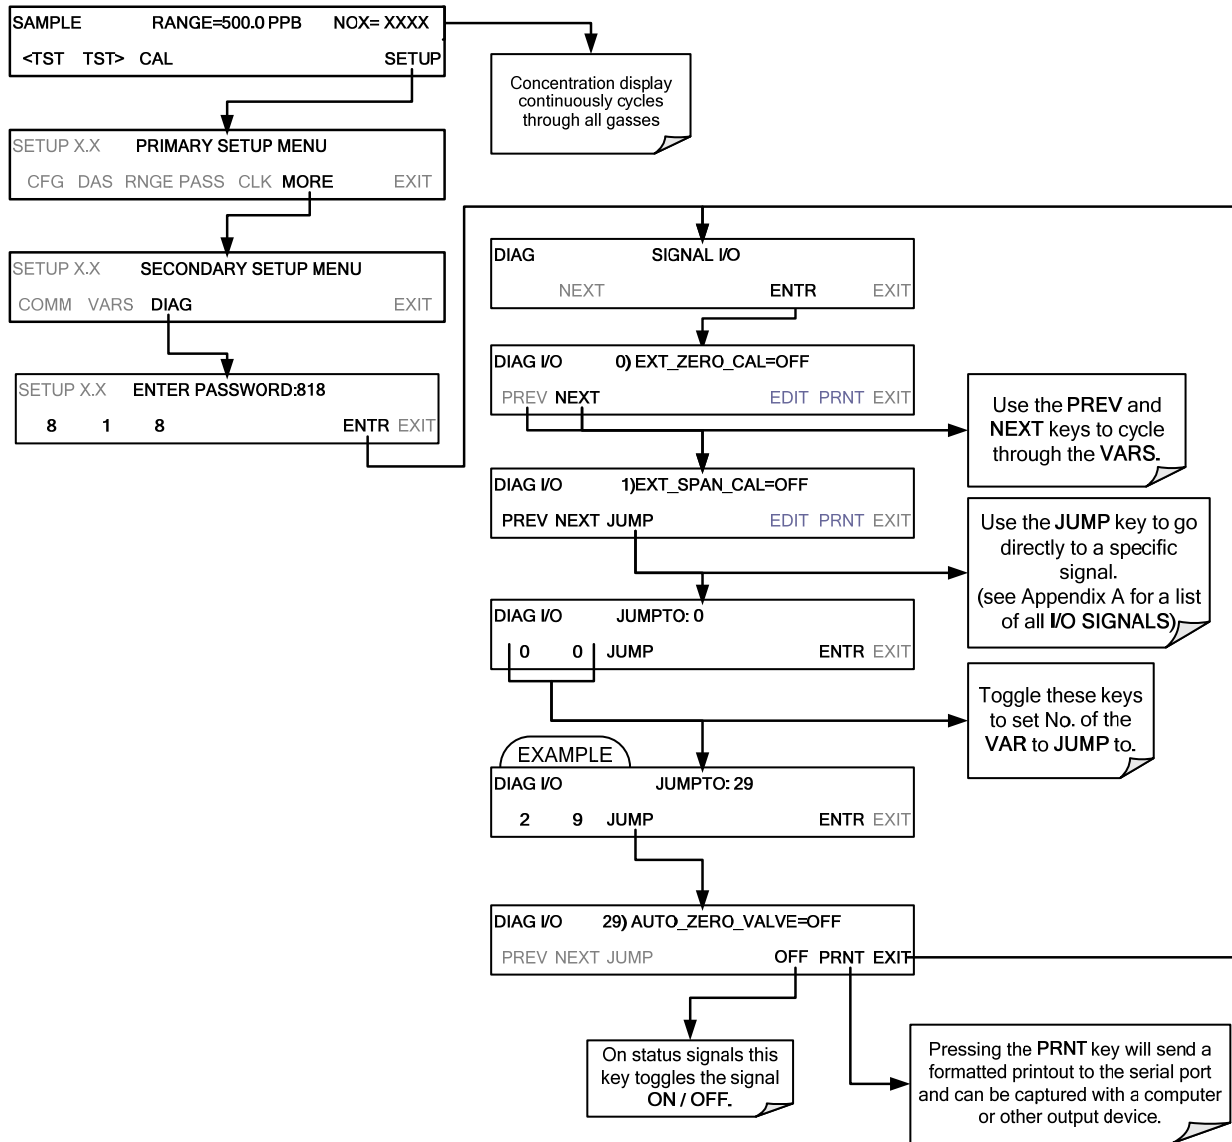 SAMPLE RANGE=500.0 PPB NOX= XXXX
<TST TST> CAL SETUP
Concentration display
continuously cycles
through all gasses
SETUP X.X PRIMARY SETUP MENU
CFG DAS RNGE PASS CLK MORE EXIT
SETUP X.X SECONDARY SETUP MENU
COMM VARS DIAG EXIT
SETUP X.X ENTER PASSWORD:818
8 1 8 ENTR EXIT
DIAG SIGNAL I/O
NEXT ENTR EXIT
DIAG I/O 0) EXT_ZERO_CAL=OFF
PREV NEXT EDIT PRNT EXIT
Use the PREV and
NEXT keys to cycle
through the VARS.
DIAG I/O 1)EXT_SPAN_CAL=OFF
PREV NEXT JUMP EDIT PRNT EXIT
Use the JUMP key to go
directly to a specific
signal.
(see Appendix A for a list
of all I/O SIGNALS)
DIAG I/O JUMPTO: 0
0 0 JUMP ENTR EXIT
Toggle these keys
to set No. of the
VAR to JUMP to.
EXAMPLE
DIAG I/O JUMPTO: 29
2 9 JUMP ENTR EXIT
DIAG I/O 29) AUTO_ZERO_VALVE=OFF
PREV NEXT JUMP OFF PRNT EXIT
On status signals this
key toggles the signal
ON / OFF.
Pressing the PRNT key will send a
formatted printout to the serial port
and can be captured with a computer
or other output device.